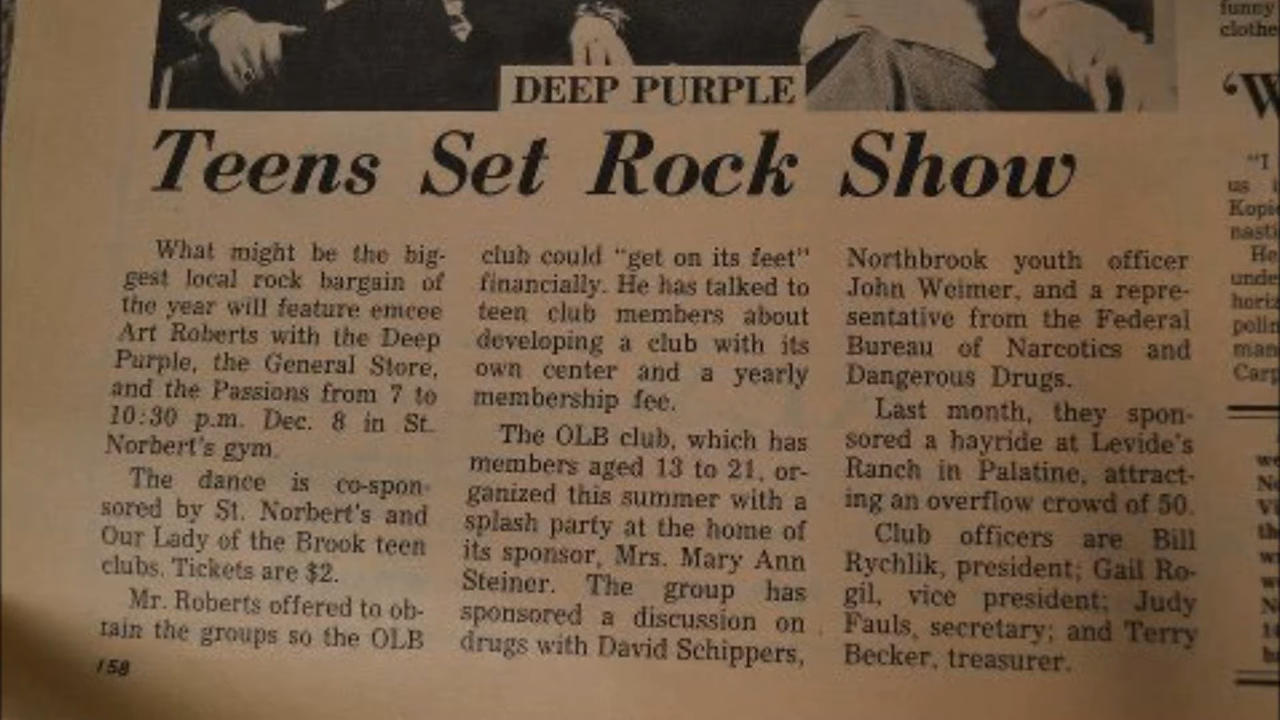 DEEP PURPLE
Teens Set Rock Show
What might be the big-
gest local rock bargain of
the year will feature emcee
Art Roberts with the Deep
Purple, the General Store,
and the Passions from 7 to
10:30 p.m. Dec. 8 in St.
Norbert's gym.
The dance is co-spon-
sored by St. Norbert's and
Our Lady of the Brook teen
clubs. Tickets are $2.
Mr. Roberts offered to ob-
tain the groups so the OLB
club could "get on its feet"
financially. He has talked to
teen club members about
developing a club with its
own center and a yearly
membership fee.
The OLB club, which has
members aged 13 to 21, or-
ganized this summer with a
splash party at the home of
its sponsor, Mrs. Mary Ann
Steiner. The group has
sponsored a discussion on
drugs with David Schippers,
Northbrook youth officer
John Weimer, and a repre-
sentative from the Federal
Bureau of Narcotics and
Dangerous Drugs.
Last month, they spon-
sored a hayride at Levide's
Ranch in Palatine, attract-
ing an overflow crowd of 50.
Club officers are Bill
Rychlik, president; Gail Ro-
gil, vice president; Judy
Fauls, secretary; and Terry
Becker, treasurer.
158
funny
clothe
'W
"I
us
Kopi
nasti
He
unde
horiz
polin
man
Carp